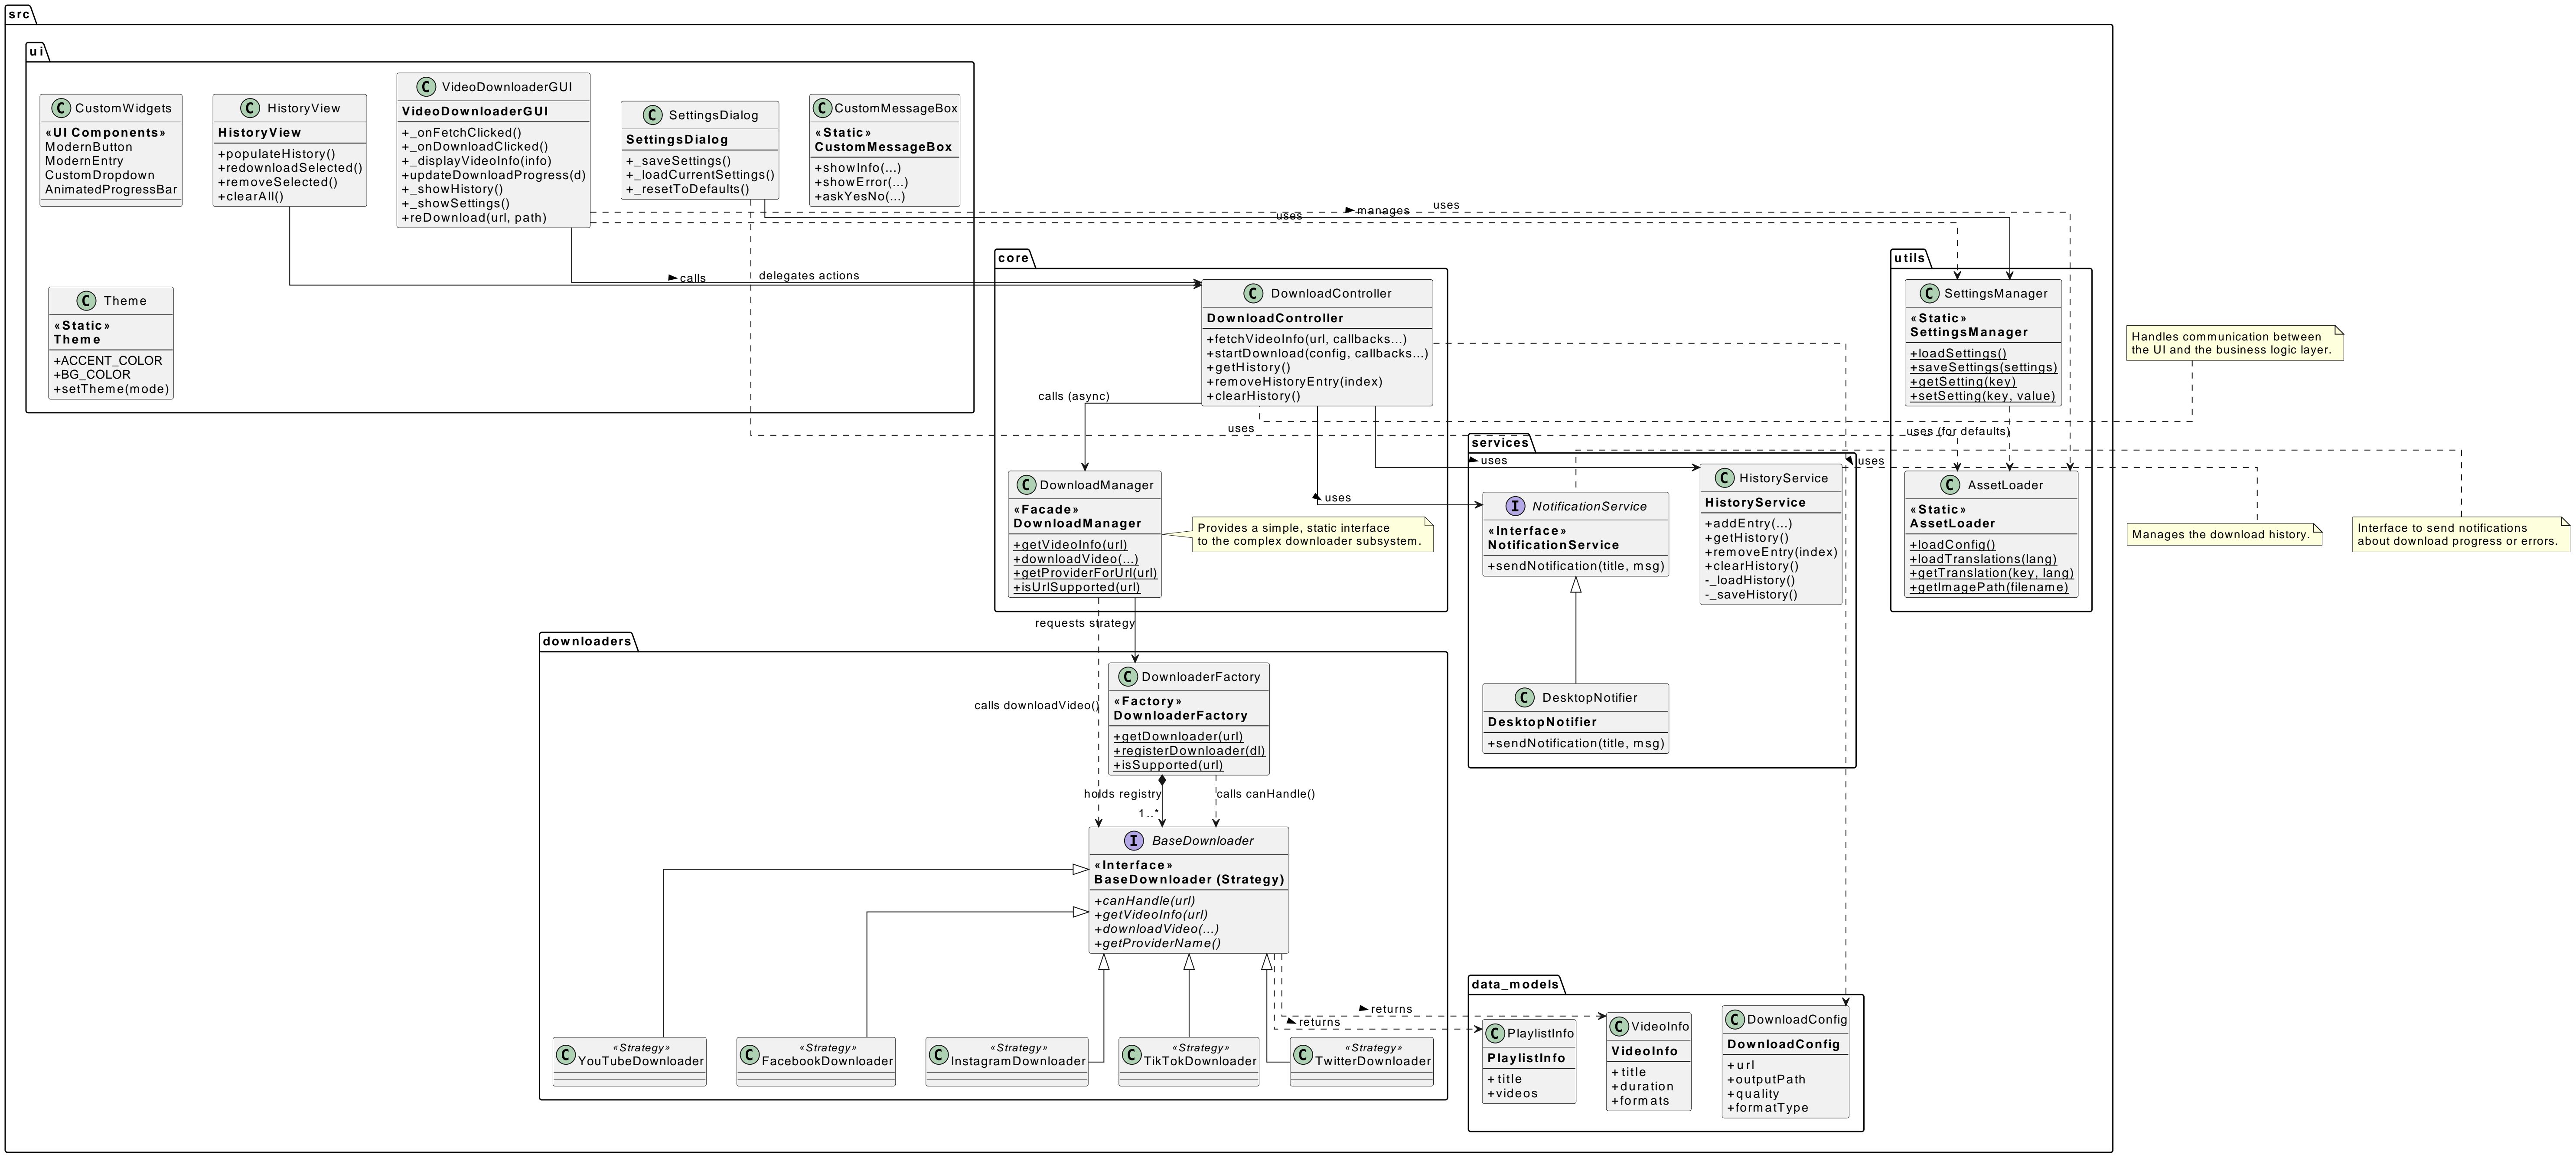 src
ui
CustomWidgets
«UI Components»
ModernButton
ModernEntry
CustomDropdown
AnimatedProgressBar
HistoryView
HistoryView
+populateHistory()
+redownloadSelected()
+removeSelected()
+clearAll()
VideoDownloaderGUI
VideoDownloaderGUI
+_onFetchClicked()
+_onDownloadClicked()
+_displayVideoInfo(info)
+updateDownloadProgress(d)
+_showHistory()
+_showSettings()
+reDownload(url, path)
SettingsDialog
SettingsDialog
+_saveSettings()
+_loadCurrentSettings()
+_resetToDefaults()
CustomMessageBox
«Static»
CustomMessageBox
+showInfo(...)
+showError(...)
+askYesNo(...)
Theme
«Static»
Theme
+ACCENT_COLOR
+BG_COLOR
+setTheme(mode)
uses
manages
uses
calls
delegates actions
core
DownloadController
DownloadController
+fetchVideoInfo(url, callbacks...)
+startDownload(config, callbacks...)
+getHistory()
+removeHistoryEntry(index)
+clearHistory()
calls (async)
uses
DownloadManager
«Facade»
DownloadManager
+getVideoInfo(url)
+downloadVideo(...)
+getProviderForUrl(url)
+isUrlSupported(url)
Provides a simple, static interface
to the complex downloader subsystem.
utils
SettingsManager
«Static»
SettingsManager
+loadSettings()
+saveSettings(settings)
+getSetting(key)
+setSetting(key, value)
uses (for defaults)
uses
AssetLoader
«Static»
AssetLoader
+loadConfig()
+loadTranslations(lang)
+getTranslation(key, lang)
+getImagePath(filename)
Handles communication between
the UI and the business logic layer.
Manages the download history.
Interface to send notifications
about download progress or errors.
services
uses
uses
NotificationService
«Interface»
NotificationService
+sendNotification(title, msg)
HistoryService
HistoryService
+addEntry(...)
+getHistory()
+removeEntry(index)
+clearHistory()
-_loadHistory()
-_saveHistory()
DesktopNotifier
DesktopNotifier
+sendNotification(title, msg)
requests strategy
downloaders
calls downloadVideo()
DownloaderFactory
«Factory»
DownloaderFactory
+getDownloader(url)
+registerDownloader(dl)
+isSupported(url)
holds registry
calls canHandle()
1..*
BaseDownloader
«Interface»
BaseDownloader (Strategy)
+canHandle(url)
+getVideoInfo(url)
+downloadVideo(...)
+getProviderName()
«Strategy»
YouTubeDownloader
«Strategy»
FacebookDownloader
«Strategy»
InstagramDownloader
«Strategy»
TikTokDownloader
«Strategy»
TwitterDownloader
returns
returns
data_models
PlaylistInfo
PlaylistInfo
+title
+videos
VideoInfo
VideoInfo
+title
+duration
+formats
DownloadConfig
DownloadConfig
+url
+outputPath
+quality
+formatType